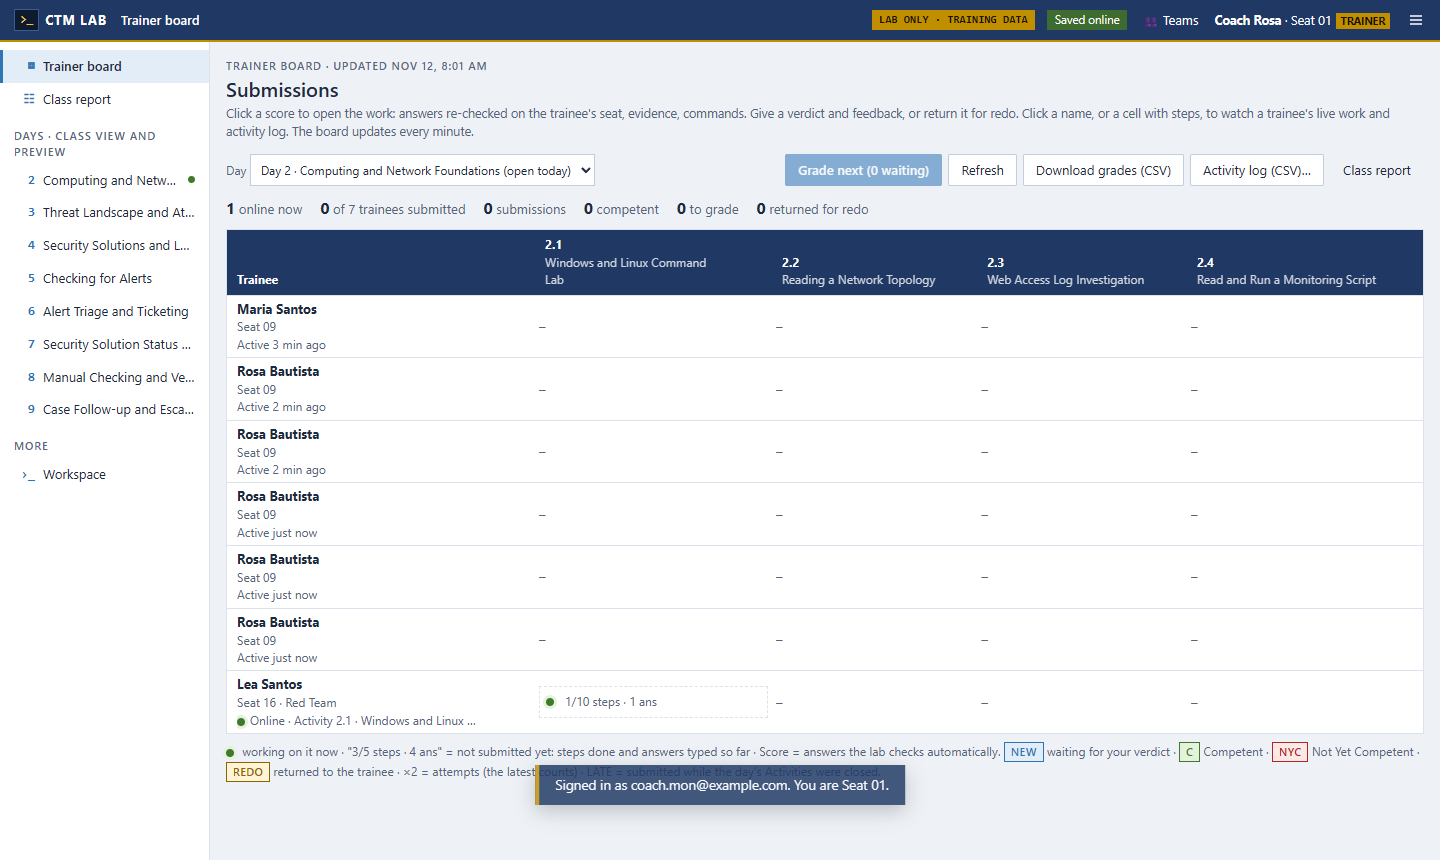 >_ CTM LAB Trainer board
LAB ONLY · TRAINING DATA Saved online Teams Coach Rosa · Seat 01 TRAINER
Trainer board
Class report
DAYS · CLASS VIEW AND
PREVIEW
2 Computing and Netw...
3 Threat Landscape and At...
4 Security Solutions and L...
5 Checking for Alerts
6 Alert Triage and Ticketing
7 Security Solution Status ...
8 Manual Checking and Ve...
9 Case Follow-up and Esca...
MORE
>_ Workspace
TRAINER BOARD · UPDATED NOV 12, 8:01 AM
Submissions
Click a score to open the work: answers re-checked on the trainee's seat, evidence, commands. Give a verdict and feedback, or return it for redo. Click a name, or a cell with steps, to watch a trainee's live work and
activity log. The board updates every minute.
Day Day 2 · Computing and Network Foundations (open today) Grade next (0 waiting) Refresh Download grades (CSV) Activity log (CSV)... Class report
1 online now 0 of 7 trainees submitted 0 submissions 0 competent 0 to grade 0 returned for redo
Trainee
2.1
Windows and Linux Command
Lab
2.2
Reading a Network Topology
2.3
Web Access Log Investigation
2.4
Read and Run a Monitoring Script
Maria Santos
Seat 09 – – – –
Active 3 min ago
Rosa Bautista
Seat 09 – – – –
Active 2 min ago
Rosa Bautista
Seat 09 – – – –
Active 2 min ago
Rosa Bautista
Seat 09 – – – –
Active just now
Rosa Bautista
Seat 09 – – – –
Active just now
Rosa Bautista
Seat 09 – – – –
Active just now
Lea Santos
Seat 16 · Red Team 1/10 steps · 1 ans – – –
Online · Activity 2.1 · Windows and Linux ...
working on it now · "3/5 steps · 4 ans" = not submitted yet: steps done and answers typed so far · Score = answers the lab checks automatically. NEW waiting for your verdict · C Competent · NYC Not Yet Competent ·
REDO returned to the trainee · ×2 = attempts (the latest counts) · LATE = submitted while the day's Activities were closed.
Signed in as coach.mon@example.com. You are Seat 01.